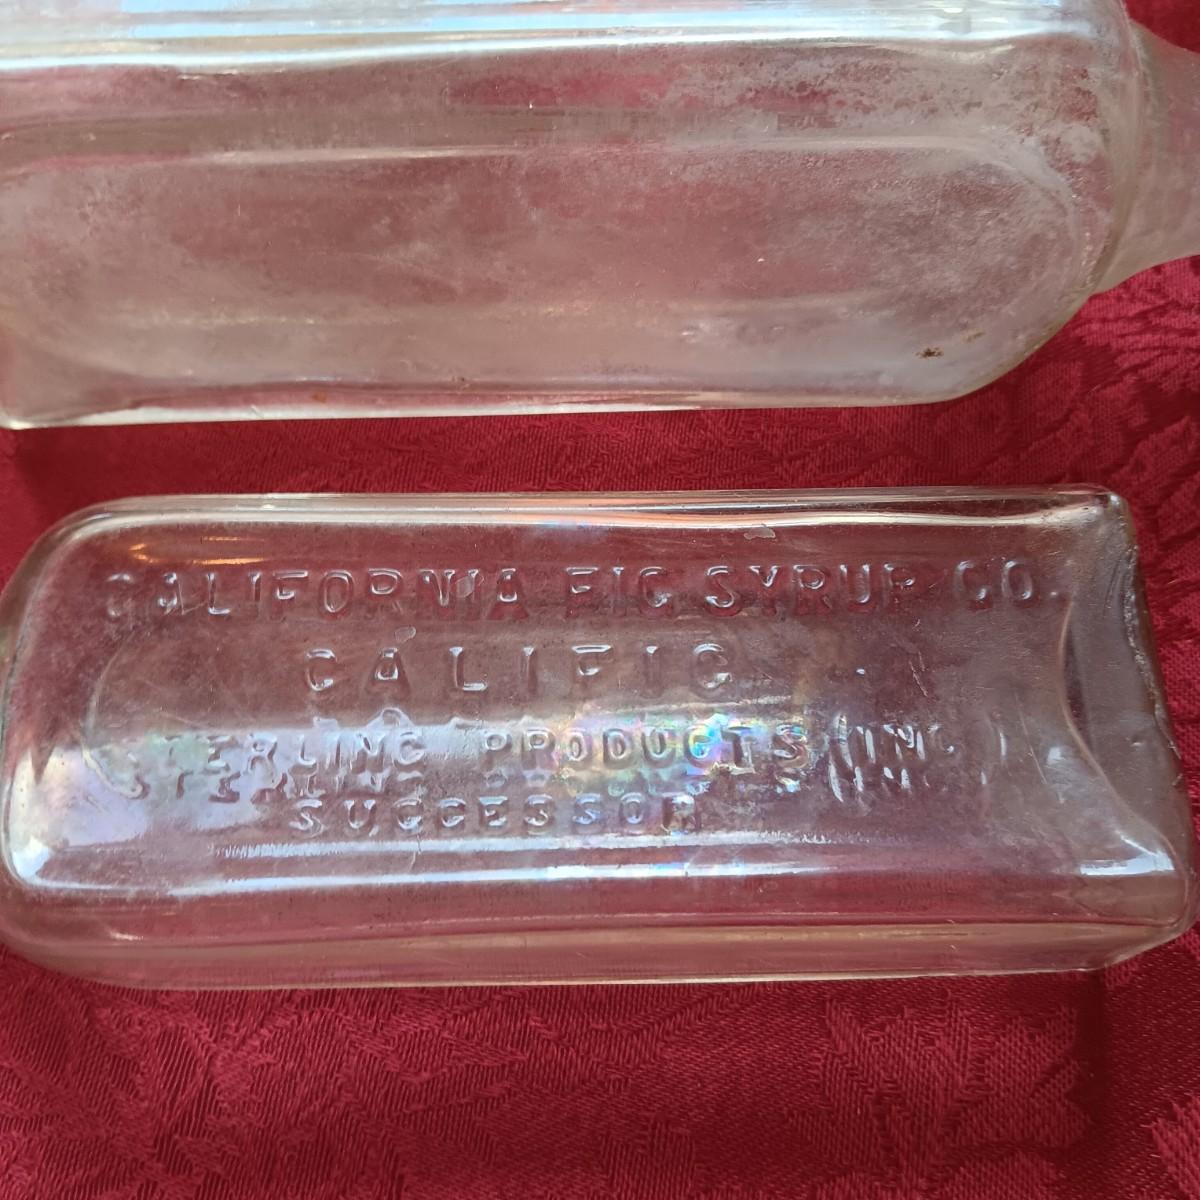 CALIFORNIA FIG SYRUP CO.
CALIFIG
STERLING PRODUCTS (INC)
SUCCESSOR